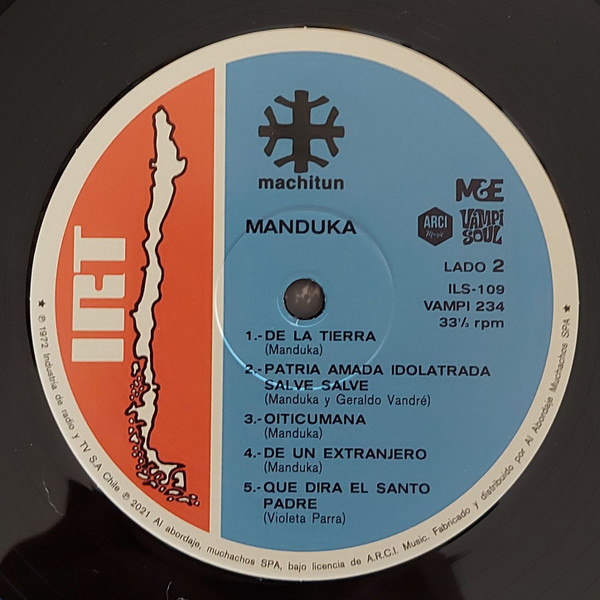 machitun
MANDUKA
M&E
ARCI
Music
VAMPI
SOUL
LADO 2
ILS-109
VAMPI 234
33⅓ rpm
IRT
1.-DE LA TIERRA
(Manduka)
2.-PATRIA AMADA IDOLATRADA
SALVE SALVE
(Manduka y Geraldo Vandré)
3.-OITICUMANA
(Manduka)
4.-DE UN EXTRANJERO
(Manduka)
5.-QUE DIRA EL SANTO
PADRE
(Violeta Parra)
★ ℗ 1972 Industria de radio y TV S.A Chile ℗ 2021 Al abordaje, muchachos SPA, bajo licencia de A.R.C.I. Music. Fabricado y distribuido por Al Abordaje Muchachos SPA ★